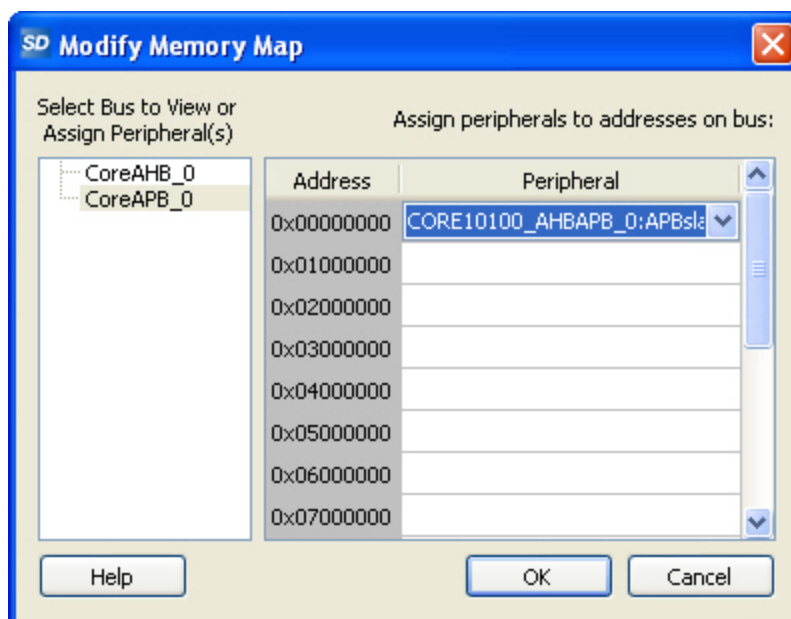 SD Modify Memory Map
Select Bus to View or
Assign Peripheral(s)
Assign peripherals to addresses on bus:
CoreAHB_0
CoreAPB_0
Address Peripheral
0x00000000 CORE10100_AHBAPB_0:APBsla
0x01000000
0x02000000
0x03000000
0x04000000
0x05000000
0x06000000
0x07000000
Help OK Cancel